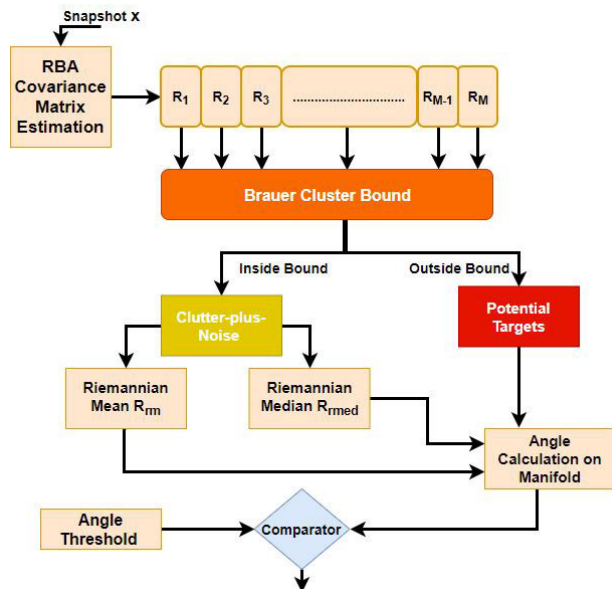 Snapshot x
RBA
Covariance
Matrix
Estimation
R1 R2 R3 .............................. RM-1 RM
Brauer Cluster Bound
Inside Bound
Outside Bound
Clutter-plus-
Noise
Potential
Targets
Riemannian
Mean Rrm
Riemannian
Median Rrmed
Angle
Calculation on
Manifold
Angle
Threshold
Comparator